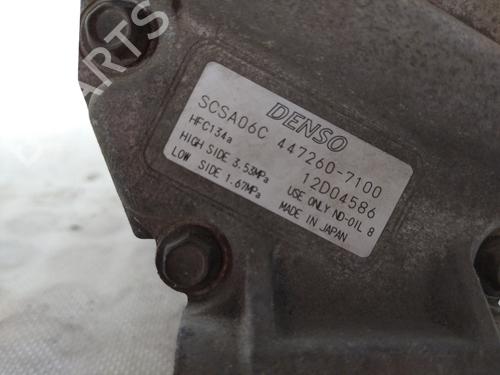 DENSO
SCSA06C 447260-7100
HFC134a 12D04586
HIGH SIDE 3.53MPa
LOW SIDE 1.67MPa USE ONLY ND-OIL 8
MADE IN JAPAN